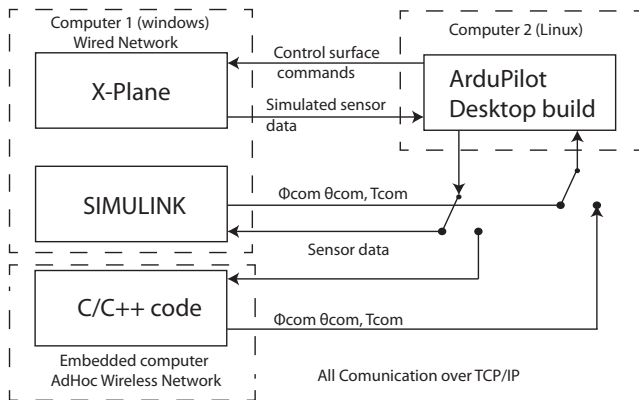 Computer 1 (windows)
Wired Network
Computer 2 (Linux)
X-Plane
Control surface
commands
Simulated sensor
data
ArduPilot
Desktop build
SIMULINK
Φcom θcom, Tcom
Sensor data
C/C++ code
Φcom θcom, Tcom
Embedded computer
AdHoc Wireless Network
All Comunication over TCP/IP